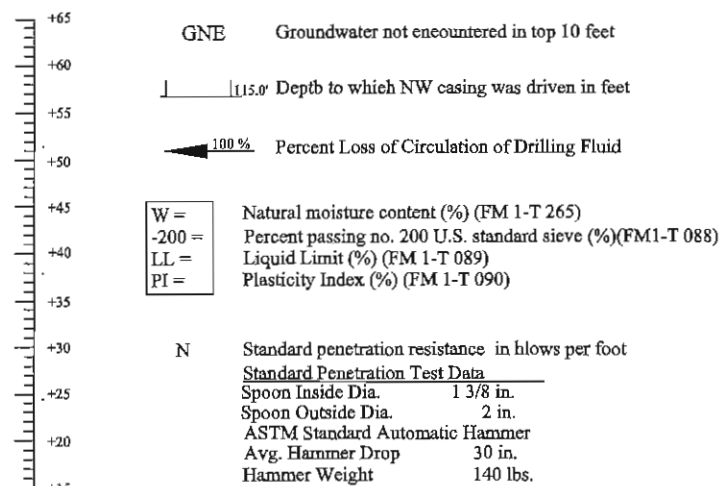 +65
GNE Groundwater not eneountered in top 10 feet
+60
115.0' Deptb to which NW casing was driven in feet
+55
100 % Percent Loss of Circulation of Drilling Fluid
+50
+45
W = Natural moisture content (%) (FM 1-T 265)
-200 = Percent passing no. 200 U.S. standard sieve (%)(FM1-T 088)
+40
LL = Liquid Limit (%) (FM 1-T 089)
PI = Plasticity Index (%) (FM 1-T 090)
+35
+30
N Standard penetration resistance in hlows per foot
Standard Penetration Test Data
+25
Spoon Inside Dia. 1 3/8 in.
Spoon Outside Dia. 2 in.
ASTM Standard Automatic Hammer
+20
Avg. Hammer Drop 30 in.
Hammer Weight 140 lbs.